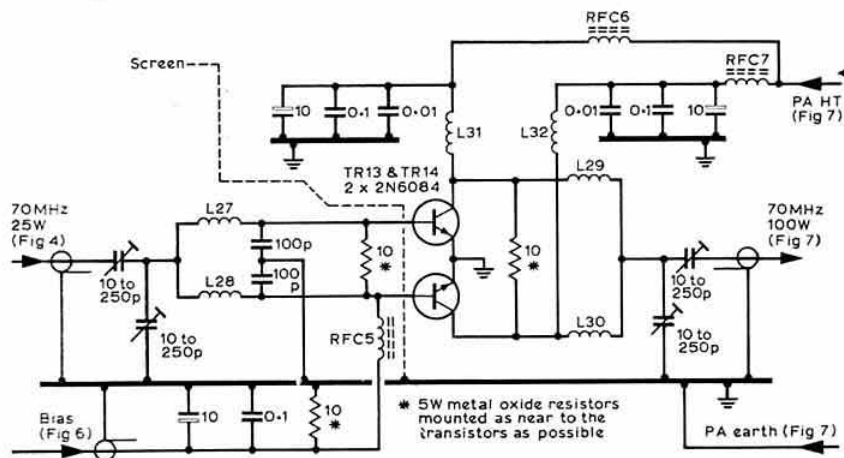 RFC6
RFC7
Screen
10
0·1
0·01
0·01
0·1
10
PA HT
(Fig 7)
L31
L32
TR13 & TR14
2 x 2N6084
L29
70MHz
25W
(Fig 4)
L27
100p
100
p
10
*
10
*
70MHz
100W
(Fig 7)
10 to
250p
L28
10 to
250p
10 to
250p
RFC5
L30
10 to
250p
Bias
(Fig 6)
10
0·1
10
*
* 5W metal oxide resistors
mounted as near to the
transistors as possible
PA earth (Fig 7)